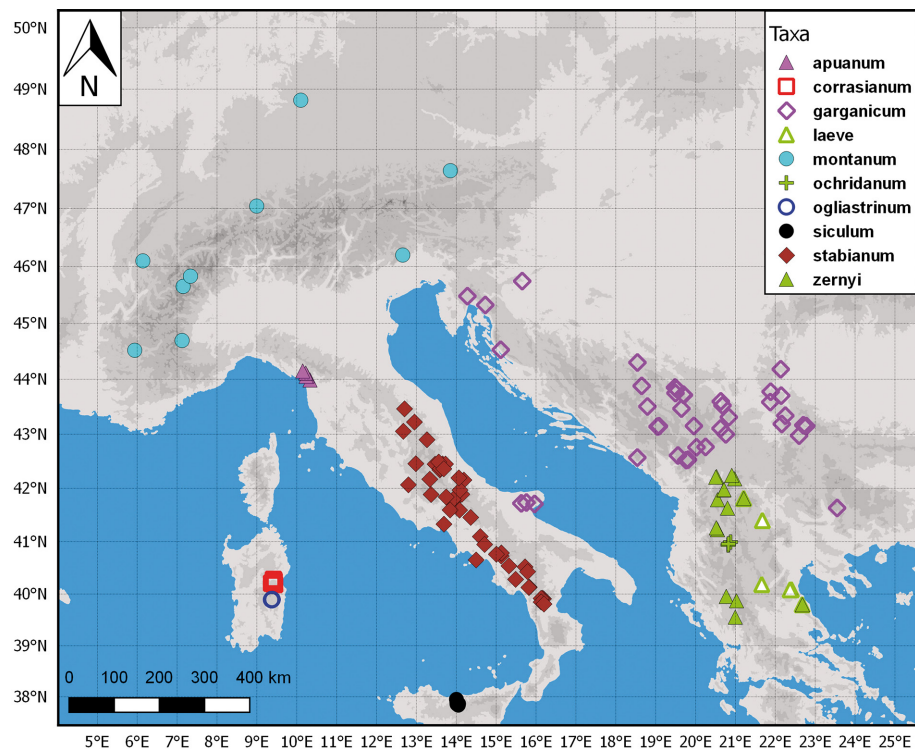 N
Taxa
apuanum
corrasianum
garganicum
laeve
montanum
ochridanum
ogliastrinum
siculum
stabianum
zernyi
50°N
49°N
48°N
47°N
46°N
45°N
44°N
43°N
42°N
41°N
40°N
39°N
38°N
0 100 200 300 400 km
5°E 6°E 7°E 8°E 9°E 10°E 11°E 12°E 13°E 14°E 15°E 16°E 17°E 18°E 19°E 20°E 21°E 22°E 23°E 24°E 25°E